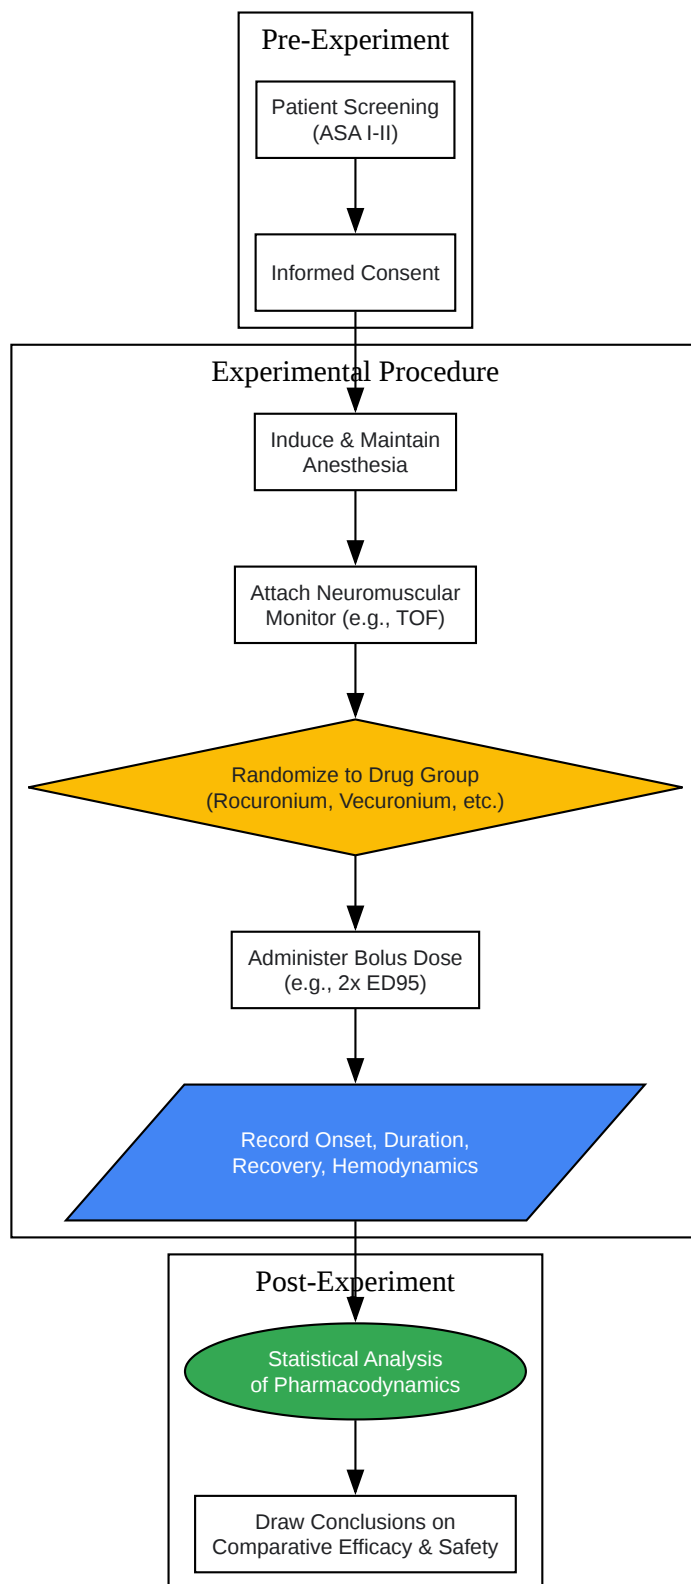 Pre-Experiment
Patient Screening
(ASA I-II)
Informed Consent
Experimental Procedure
Induce & Maintain
Anesthesia
Attach Neuromuscular
Monitor (e.g., TOF)
Randomize to Drug Group
(Rocuronium, Vecuronium, etc.)
Administer Bolus Dose
(e.g., 2x ED95)
Record Onset, Duration,
Recovery, Hemodynamics
Post-Experiment
Statistical Analysis
of Pharmacodynamics
Draw Conclusions on
Comparative Efficacy & Safety